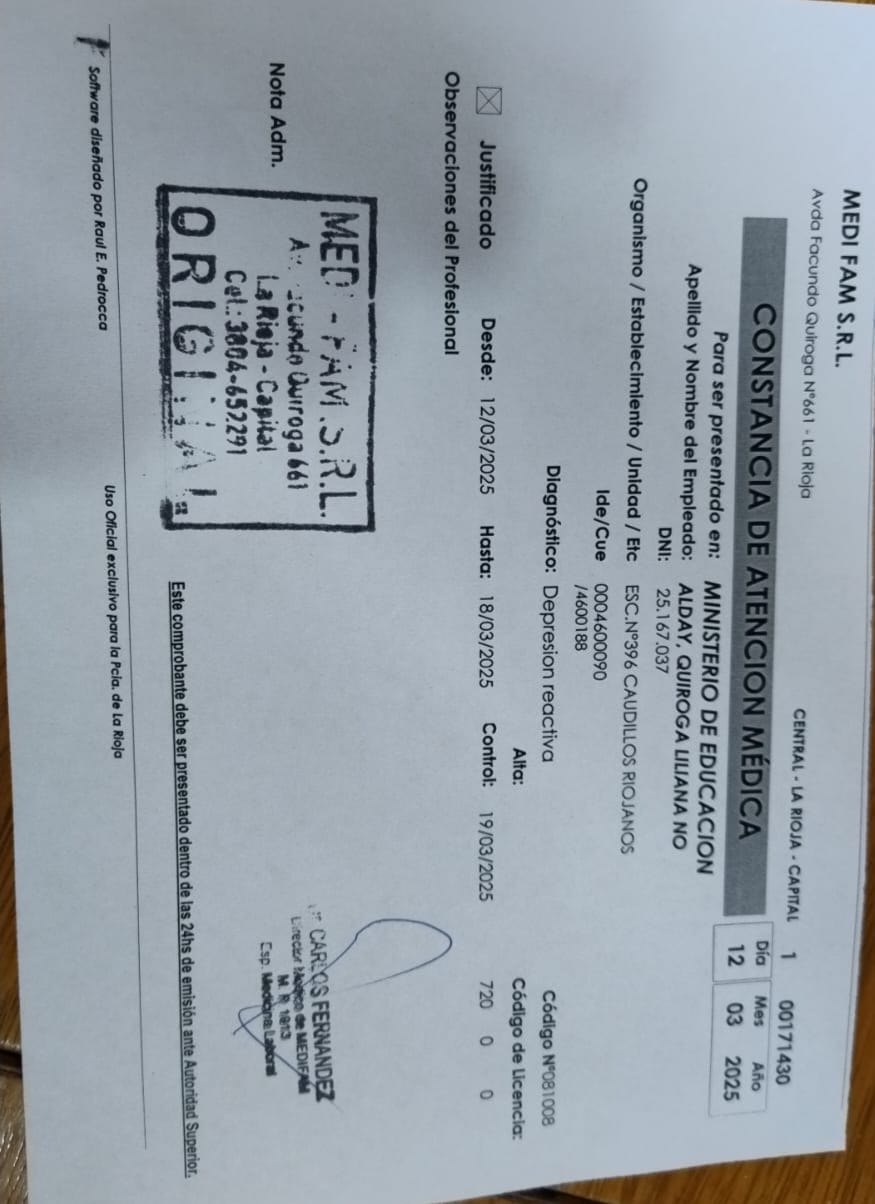 MEDI FAM S.R.L.
Avda Facundo Quiroga N°661 - La Rioja
CENTRAL - LA RIOJA - CAPITAL 1 00171430
CONSTANCIA DE ATENCION MÉDICA
Día Mes Año
12 03 2025
Para ser presentado en: MINISTERIO DE EDUCACION
Apellido y Nombre del Empleado: ALDAY, QUIROGA LILIANA NO
DNI: 25.167.037
Organismo / Establecimiento / Unidad / Etc ESC.N°396 CAUDILLOS RIOJANOS
Ide/Cue 0004600090
/4600188
Diagnóstico: Depresion reactiva
Código N°081008
Alta:
Código de Licencia:
Justificado Desde: 12/03/2025 Hasta: 18/03/2025 Control: 19/03/2025 720 0 0
Observaciones del Profesional
Nota Adm.
MEDI - FAM S.R.L.
Facundo Quiroga 661
La Rioja - Capital
Cel.: 3804-657291
ORIGINAL
CARLOS FERNANDEZ
Director Médico de MEDIFAM
M. P. 1913
Esp. Medicina Laboral
Este comprobante debe ser presentado dentro de las 24hs de emisión ante Autoridad Superior.
Software diseñado por Raul E. Pedrocca
Uso Oficial exclusivo para la Pcia. de La Rioja